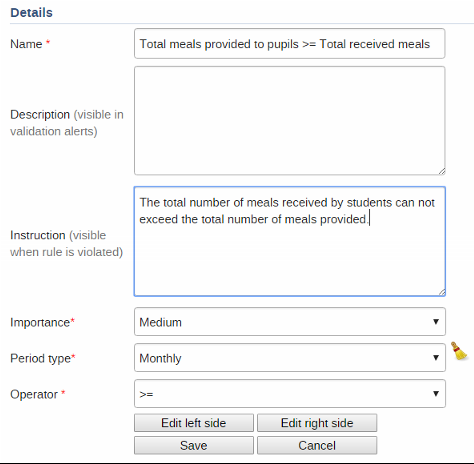 Details
Name *
Total meals provided to pupils >= Total received meals
Description (visible in
validation alerts)
Instruction (visible
when rule is violated)
The total number of meals received by students can not
exceed the total number of meals provided.
Importance*
Medium
Period type*
Monthly
Operator *
>=
Edit left side
Edit right side
Save
Cancel